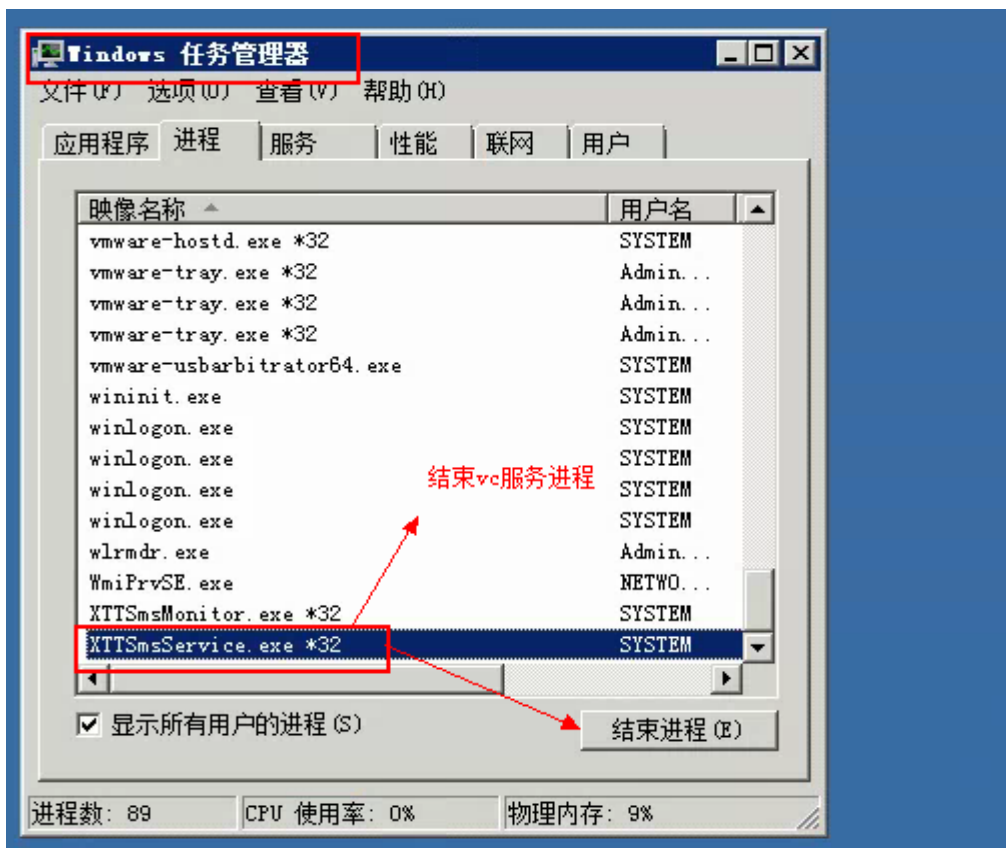 Windows 任务管理器
文件(F) 选项(O) 查看(V) 帮助(H)
应用程序 进程 服务 性能 联网 用户
映像名称 用户名
vmware-hostd.exe *32 SYSTEM
vmware-tray.exe *32 Admin...
vmware-tray.exe *32 Admin...
vmware-tray.exe *32 Admin...
vmware-usbarbitrator64.exe SYSTEM
wininit.exe SYSTEM
winlogon.exe SYSTEM
winlogon.exe SYSTEM
结束vc服务进程
winlogon.exe SYSTEM
winlogon.exe SYSTEM
wlrmdr.exe Admin...
WmiPrvSE.exe NETWO...
XTTSmsMonitor.exe *32 SYSTEM
XTTSmsService.exe *32 SYSTEM
显示所有用户的进程(S) 结束进程(E)
进程数: 89 CPU 使用率: 0% 物理内存: 9%